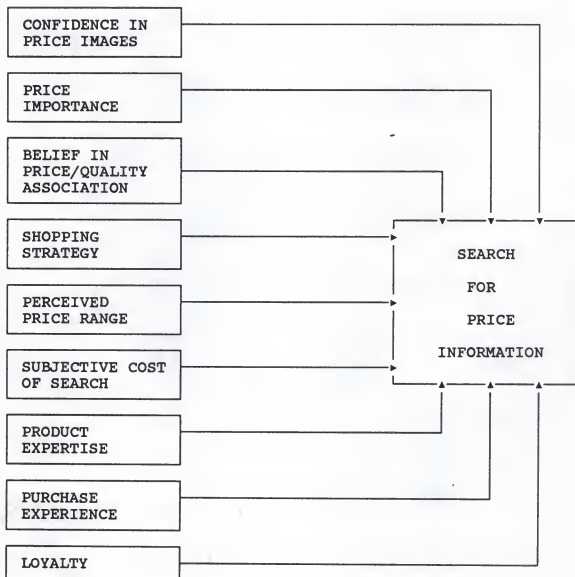 CONFIDENCE IN
PRICE IMAGES
PRICE
IMPORTANCE
BELIEF IN
PRICE/QUALITY
ASSOCIATION
SHOPPING
STRATEGY
PERCEIVED
PRICE RANGE
SUBJECTIVE COST
OF SEARCH
PRODUCT
EXPERTISE
PURCHASE
EXPERIENCE
LOYALTY
SEARCH
FOR
PRICE
INFORMATION